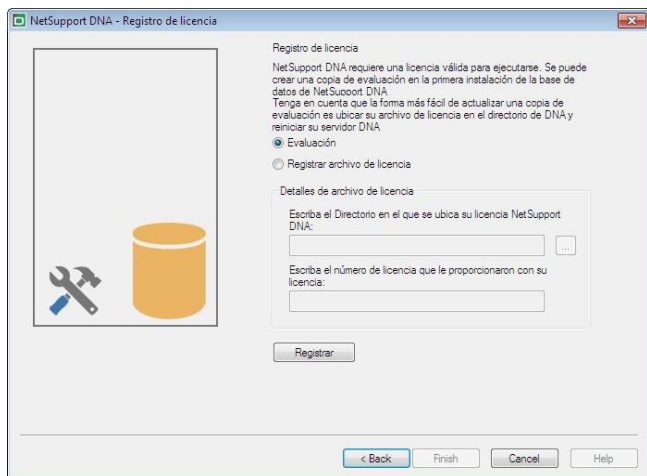 NetSupport DNA - Registro de licencia
Registro de licencia
NetSupport DNA requiere una licencia válida para ejecutarse. Se puede
crear una copia de evaluación en la primera instalación de la base de
datos de NetSupport DNA
Tenga en cuenta que la forma más fácil de actualizar una copia de
evaluación es ubicar su archivo de licencia en el directorio de DNA y
reiniciar su servidor DNA
Evaluación
Registrar archivo de licencia
Detalles de archivo de licencia
Escriba el Directorio en el que se ubica su licencia NetSupport
DNA:
...
Escriba el número de licencia que le proporcionaron con su
licencia:
Registrar
< Back Finish Cancel Help